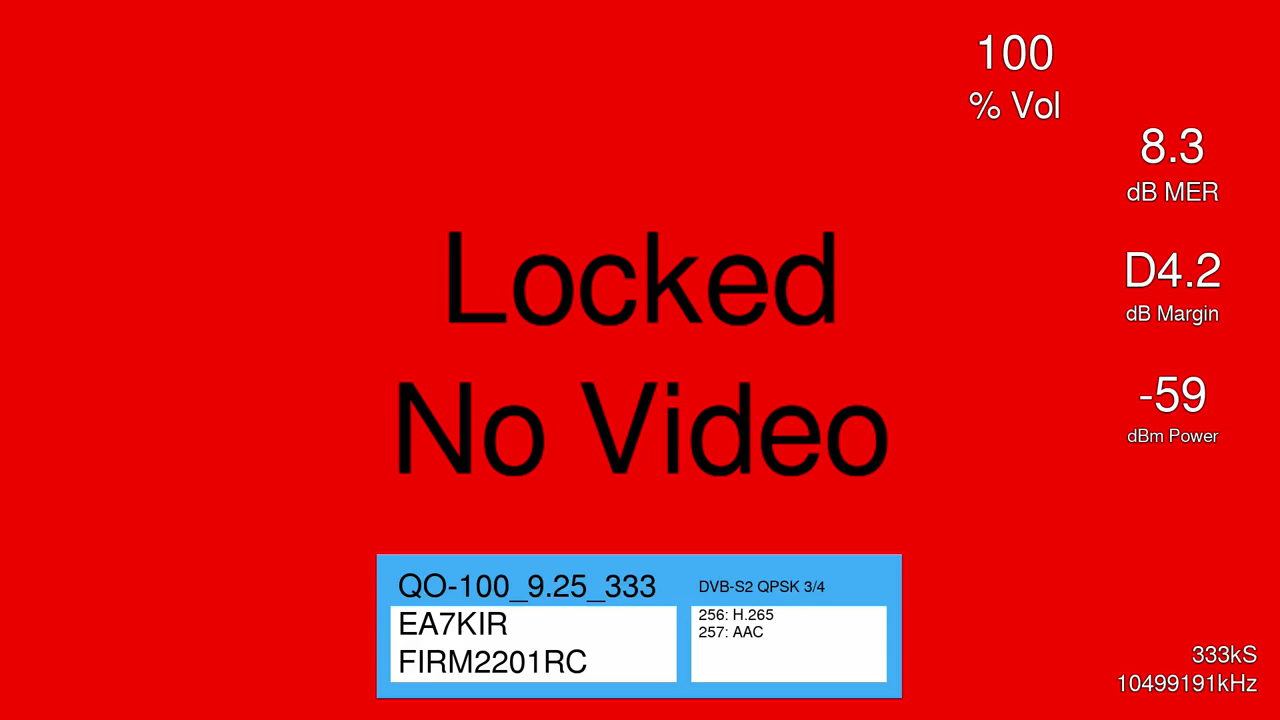 100
% Vol
8.3
dB MER
D4.2
dB Margin
-59
dBm Power
Locked
No Video
QO-100_9.25_333
DVB-S2 QPSK 3/4
EA7KIR
FIRM2201RC
256: H.265
257: AAC
333kS
10499191kHz